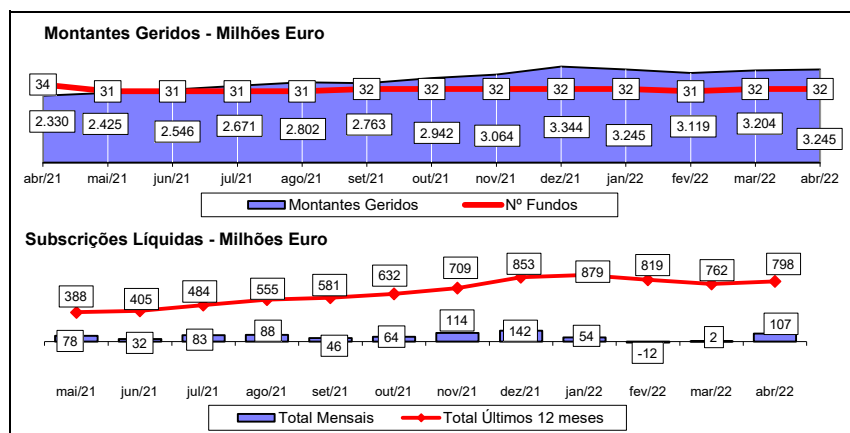 Montantes Geridos - Milhões Euro
34 31 31 31 31 32 32 32 32 32 31 32 32
2.330 2.425 2.546 2.671 2.802 2.763 2.942 3.064 3.344 3.245 3.119 3.204 3.245
abr/21 mai/21 jun/21 jul/21 ago/21 set/21 out/21 nov/21 dez/21 jan/22 fev/22 mar/22 abr/22
Montantes Geridos Nº Fundos
Subscrições Líquidas - Milhões Euro
388 405 484 555 581 632 709 853 879 819 762 798
78 32 83 88 46 64 114 142 54 -12 2 107
mai/21 jun/21 jul/21 ago/21 set/21 out/21 nov/21 dez/21 jan/22 fev/22 mar/22 abr/22
Total Mensais Total Últimos 12 meses